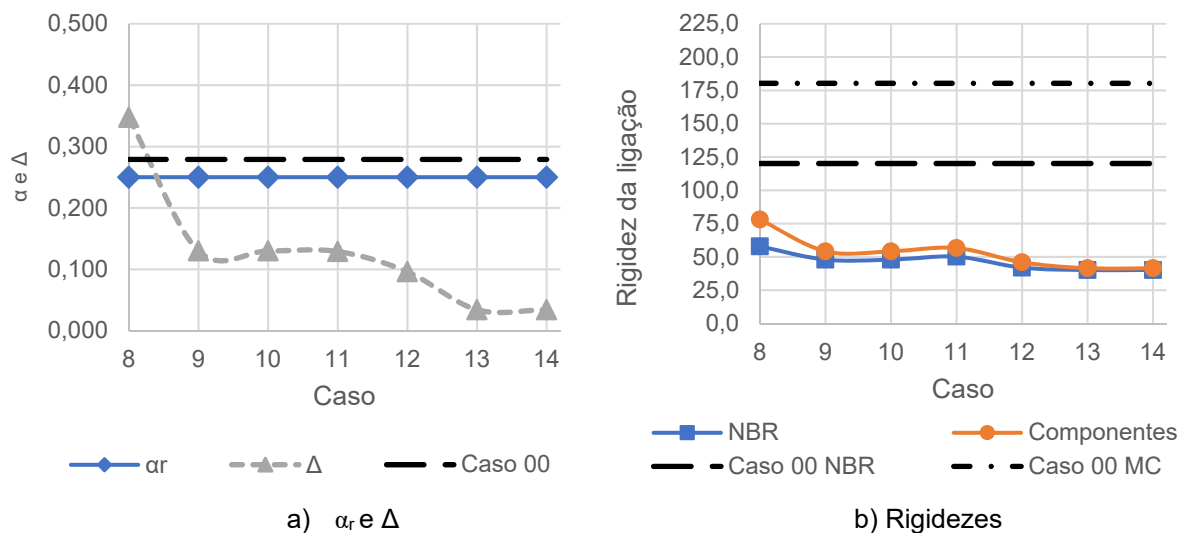 0,500
0,400
0,300
0,200
0,100
0,000
α e Δ
8 9 10 11 12 13 14
Caso
αr Δ Caso 00
a) αr e Δ
225,0
200,0
175,0
150,0
125,0
100,0
75,0
50,0
25,0
0,0
Rigidez da ligação
8 9 10 11 12 13 14
Caso
NBR Componentes
Caso 00 NBR Caso 00 MC
b) Rigidezes